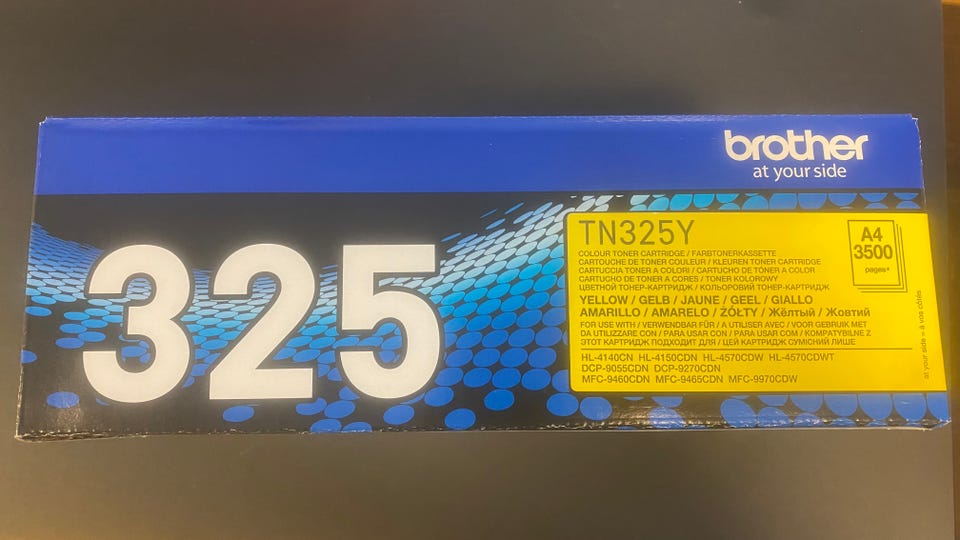 brother
at your side
325
TN325Y
COLOUR TONER CARTRIDGE / FARBTONERKASSETTE
CARTOUCHE DE TONER COULEUR / KLEUREN TONER CARTRIDGE
CARTUCCIA TONER A COLORI / CARTUCHO DE TÓNER A COLOR
CARTUCHO DE TONER A CORES / TONER KOLOROWY
ЦВЕТНОЙ ТОНЕР-КАРТРИДЖ / КОЛЬОРОВИЙ ТОНЕР-КАРТРИДЖ
YELLOW / GELB / JAUNE / GEEL / GIALLO
AMARILLO / AMARELO / ŻÓŁTY / Жёлтый / Жовтий
FOR USE WITH / VERWENDBAR FÜR / A UTILISER AVEC / VOOR GEBRUIK MET
DA UTILIZZARE CON / PARA USAR CON / PARA USAR COM / KOMPATYBILNE Z
ЭТОТ КАРТРИДЖ ПОДХОДИТ ДЛЯ / ЦЕЙ КАРТРИДЖ СУМІСНИЙ ЛИШЕ
HL-4140CN HL-4150CDN HL-4570CDW HL-4570CDWT
DCP-9055CDN DCP-9270CDN
MFC-9460CDN MFC-9465CDN MFC-9970CDW
A4
3500
pages*
at your side = à vos côtés